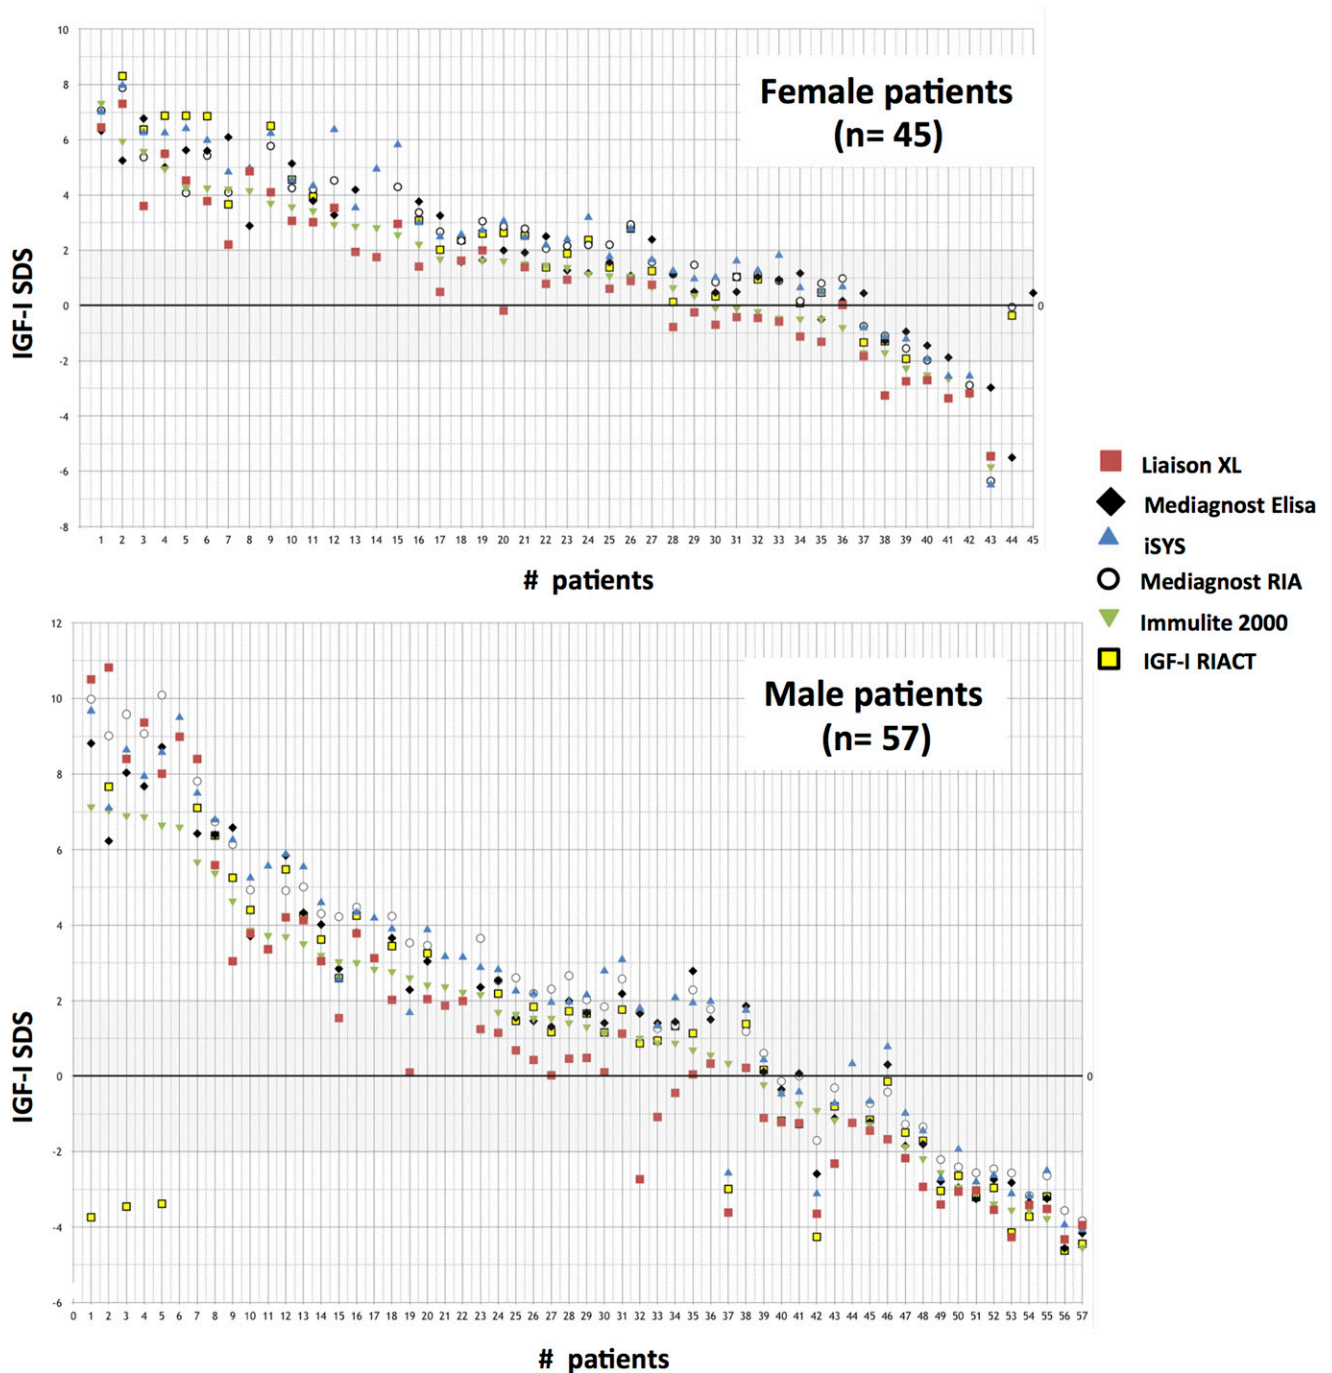 10
8
6
4
2
0
-2
-4
-6
-8
IGF-I SDS
Female patients
(n= 45)
0
1 2 3 4 5 6 7 8 9 10 11 12 13 14 15 16 17 18 19 20 21 22 23 24 25 26 27 28 29 30 31 32 33 34 35 36 37 38 39 40 41 42 43 44 45
# patients
Liaison XL
Mediagnost Elisa
iSYS
Mediagnost RIA
Immulite 2000
IGF-I RIACT
12
10
8
6
4
2
0
-2
-4
-6
IGF-I SDS
Male patients
(n= 57)
0
0 1 2 3 4 5 6 7 8 9 10 11 12 13 14 15 16 17 18 19 20 21 22 23 24 25 26 27 28 29 30 31 32 33 34 35 36 37 38 39 40 41 42 43 44 45 46 47 48 49 50 51 52 53 54 55 56 57
# patients